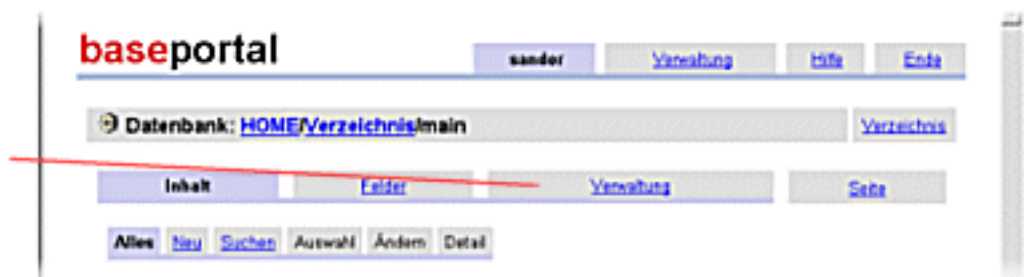 baseportal
sander Verwaltung Hilfe Ende
Datenbank: HOME/Verzeichnis/main Verzeichnis
Inhalt Felder Verwaltung Seite
Alles Neu Suchen Auswahl Ändern Detail